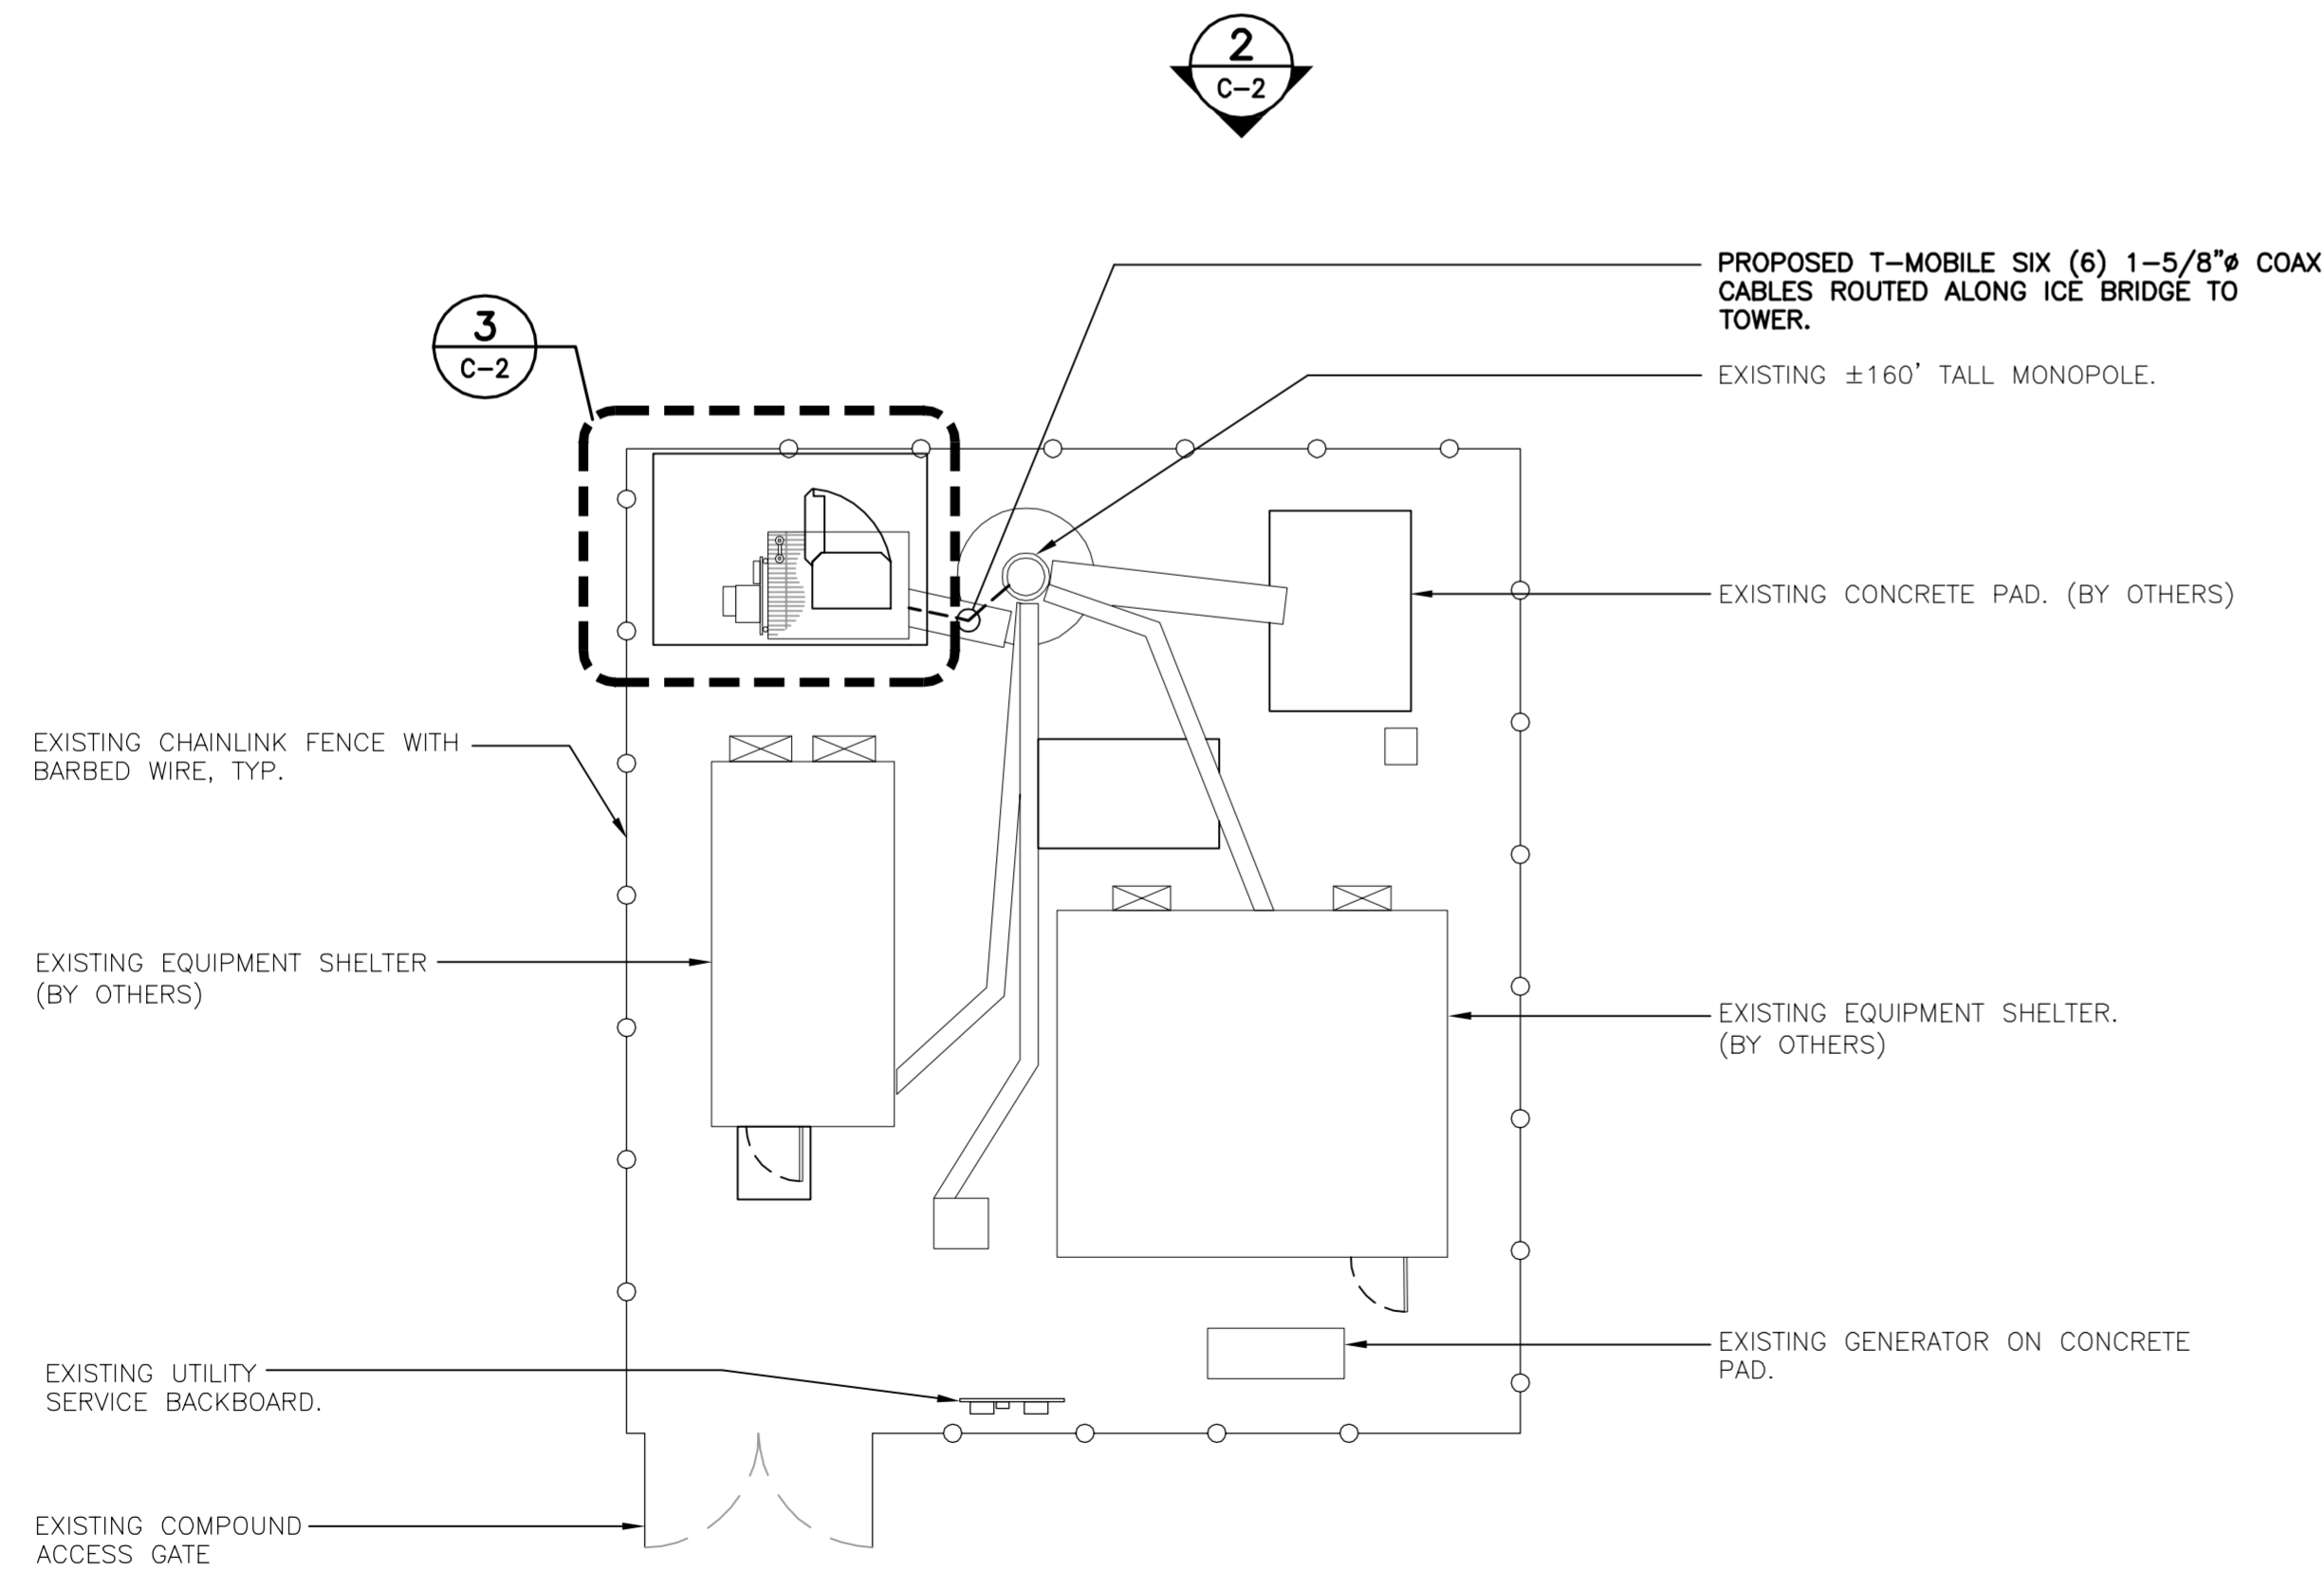 2
C-2
PROPOSED T-MOBILE SIX (6) 1-5/8"ø COAX
CABLES ROUTED ALONG ICE BRIDGE TO
TOWER.
3
C-2
EXISTING ±160' TALL MONOPOLE.
EXISTING CONCRETE PAD. (BY OTHERS)
EXISTING CHAINLINK FENCE WITH
BARBED WIRE, TYP.
EXISTING EQUIPMENT SHELTER
(BY OTHERS)
EXISTING EQUIPMENT SHELTER.
(BY OTHERS)
EXISTING GENERATOR ON CONCRETE
PAD.
EXISTING UTILITY
SERVICE BACKBOARD.
EXISTING COMPOUND
ACCESS GATE